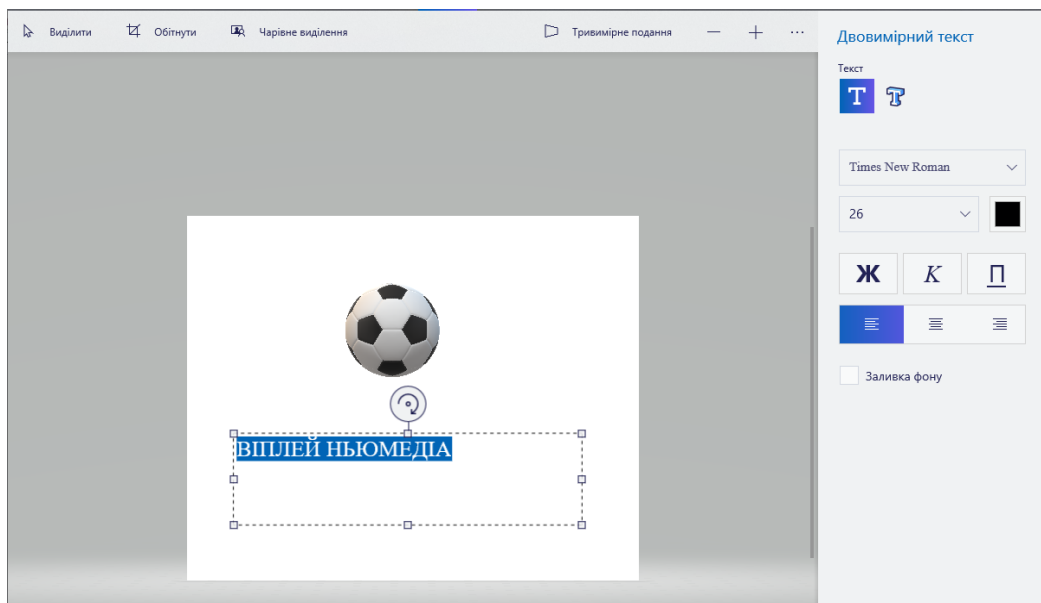 Виділити Обітнути Чарівне виділення Тривимірне подання
Двовимірний текст
Текст
T T
Times New Roman
26
Ж К П
Заливка фону
ВІПЛЕЙ НЬЮМЕДІА